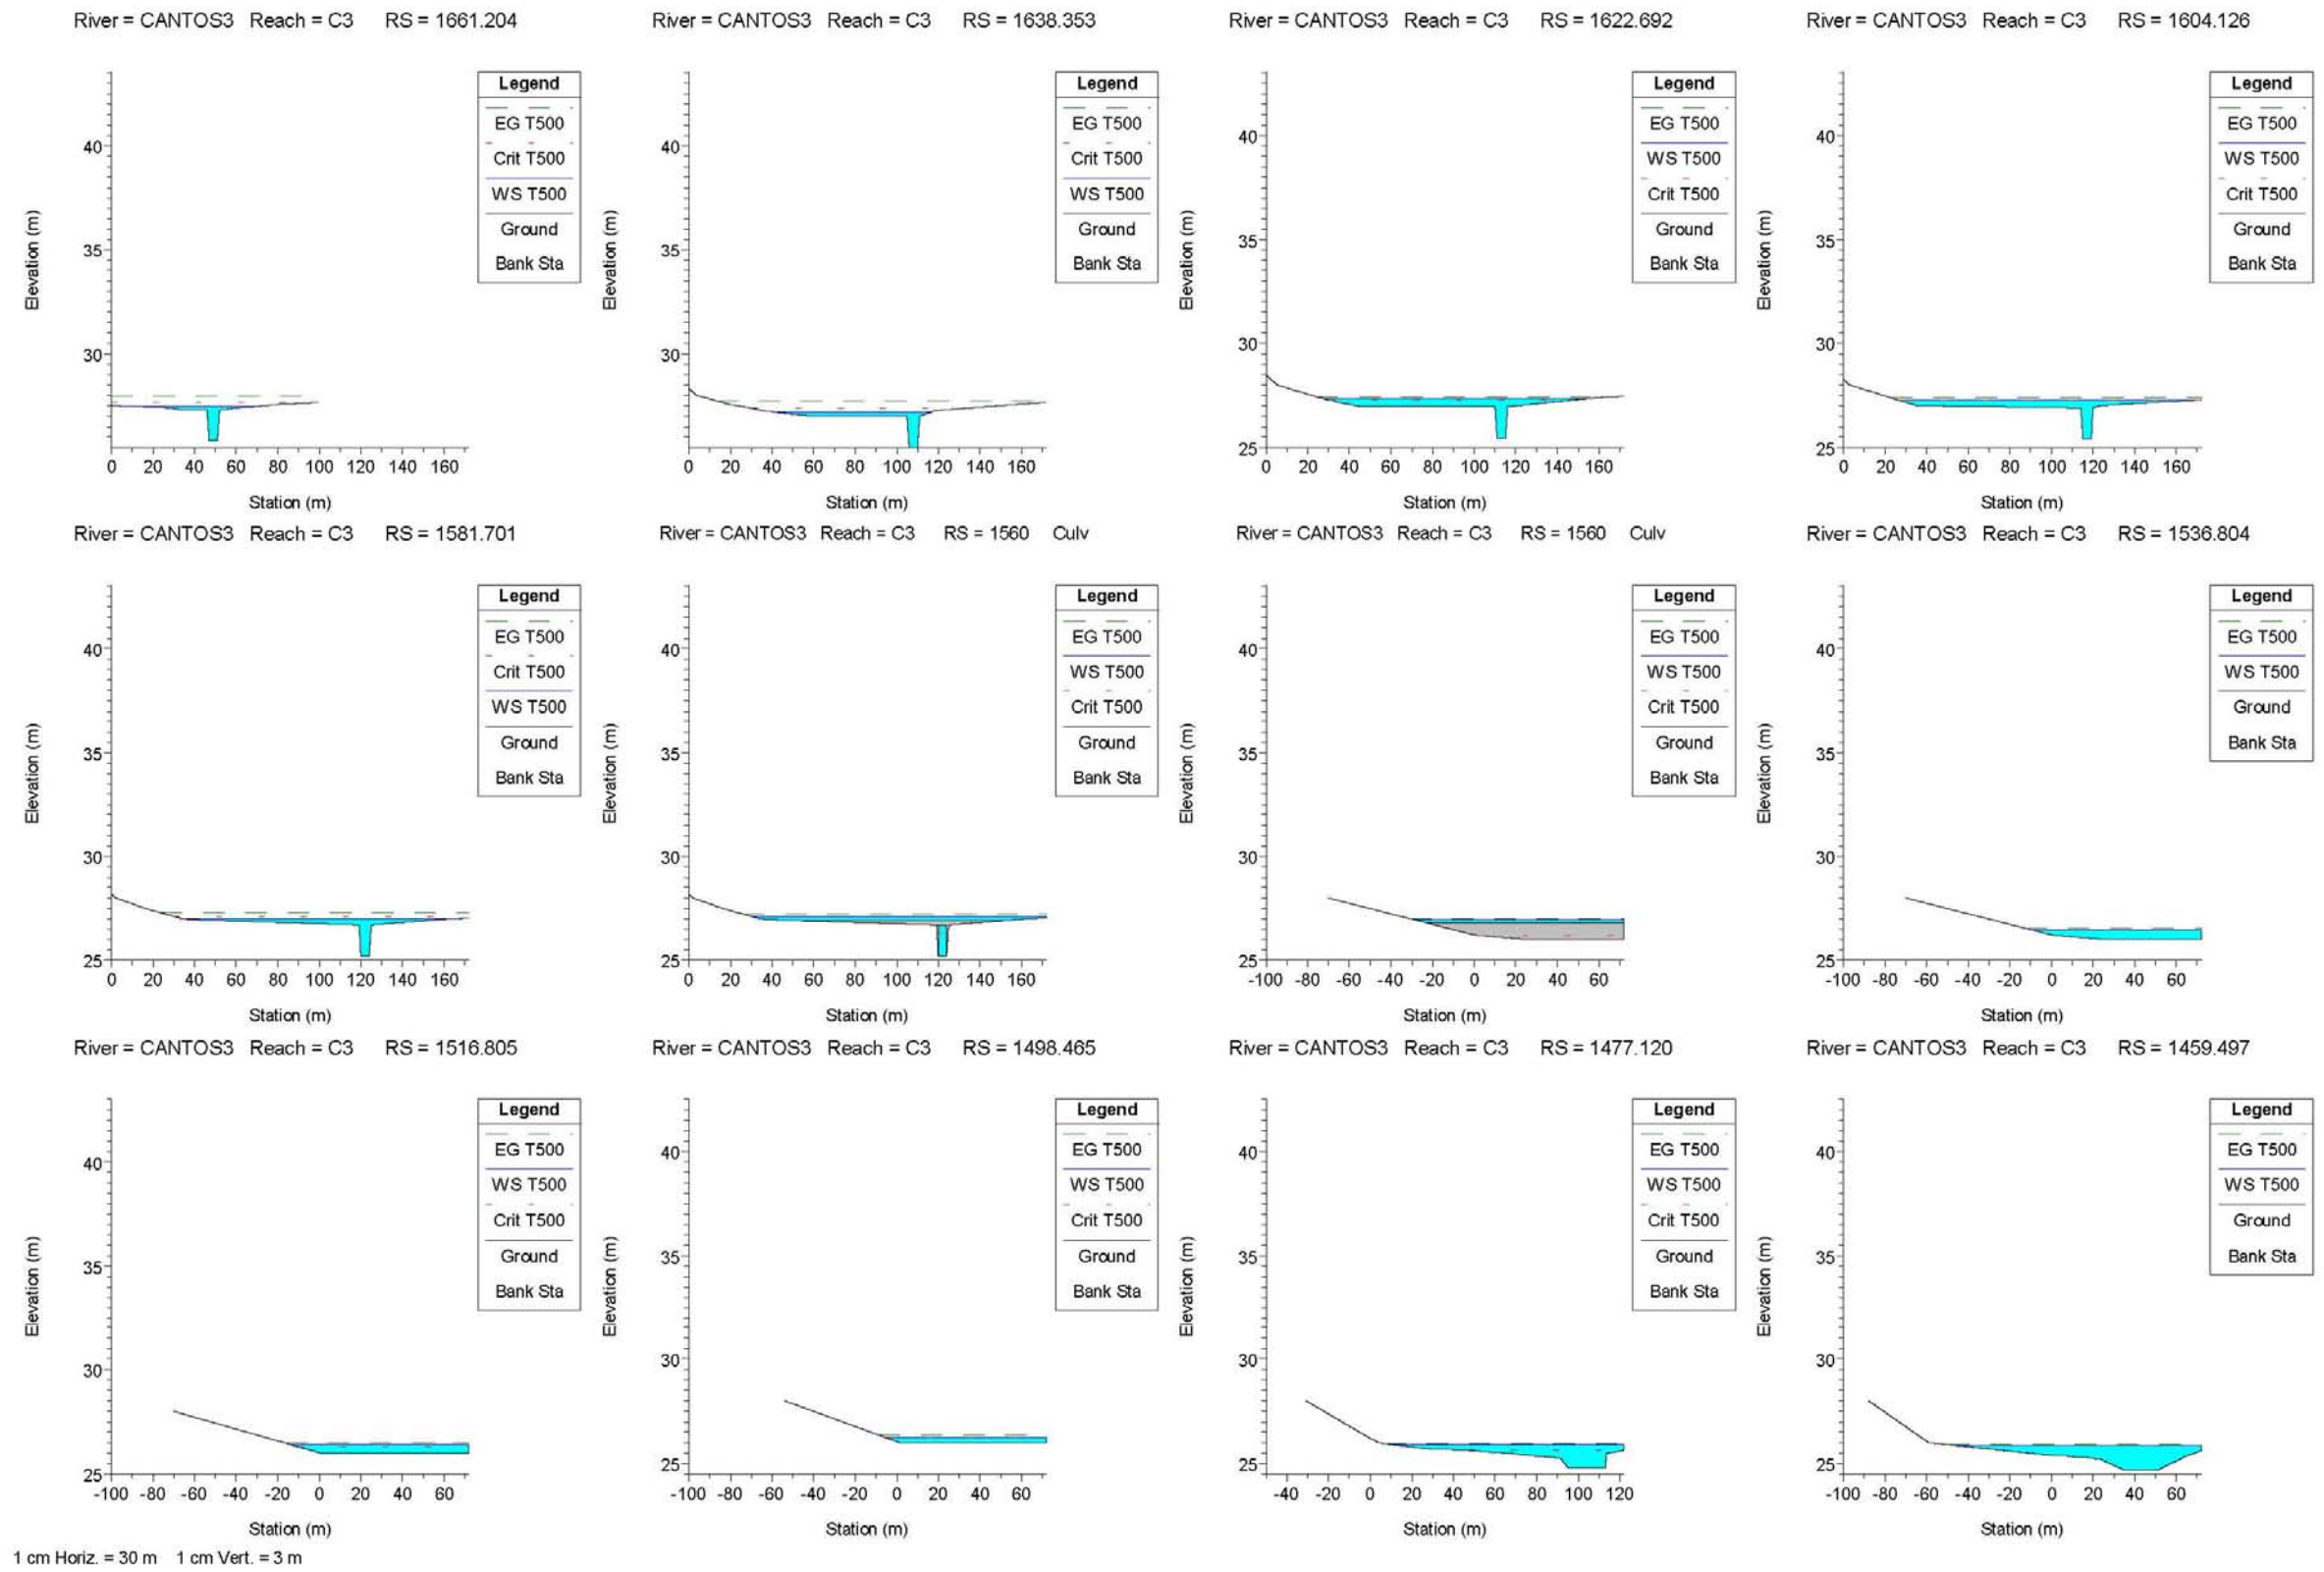 River = CANTOS3 Reach = C3 RS = 1661.204
Legend
EG T500
Crit T500
WS T500
Ground
Bank Sta
40
35
30
Elevation (m)
0 20 40 60 80 100 120 140 160
Station (m)
River = CANTOS3 Reach = C3 RS = 1638.353
Legend
EG T500
Crit T500
WS T500
Ground
Bank Sta
40
35
30
Elevation (m)
0 20 40 60 80 100 120 140 160
Station (m)
River = CANTOS3 Reach = C3 RS = 1622.692
Legend
EG T500
WS T500
Crit T500
Ground
Bank Sta
40
35
30
25
Elevation (m)
0 20 40 60 80 100 120 140 160
Station (m)
River = CANTOS3 Reach = C3 RS = 1604.126
Legend
EG T500
WS T500
Crit T500
Ground
Bank Sta
40
35
30
25
Elevation (m)
0 20 40 60 80 100 120 140 160
Station (m)
River = CANTOS3 Reach = C3 RS = 1581.701
Legend
EG T500
Crit T500
WS T500
Ground
Bank Sta
40
35
30
25
Elevation (m)
0 20 40 60 80 100 120 140 160
Station (m)
River = CANTOS3 Reach = C3 RS = 1560 Culv
Legend
EG T500
WS T500
Crit T500
Ground
Bank Sta
40
35
30
25
Elevation (m)
0 20 40 60 80 100 120 140 160
Station (m)
River = CANTOS3 Reach = C3 RS = 1560 Culv
Legend
EG T500
WS T500
Crit T500
Ground
Bank Sta
40
35
30
25
Elevation (m)
-100 -80 -60 -40 -20 0 20 40 60
Station (m)
River = CANTOS3 Reach = C3 RS = 1536.804
Legend
EG T500
WS T500
Ground
Bank Sta
40
35
30
25
Elevation (m)
-100 -80 -60 -40 -20 0 20 40 60
Station (m)
River = CANTOS3 Reach = C3 RS = 1516.805
Legend
EG T500
WS T500
Crit T500
Ground
Bank Sta
40
35
30
25
Elevation (m)
-100 -80 -60 -40 -20 0 20 40 60
Station (m)
River = CANTOS3 Reach = C3 RS = 1498.465
Legend
EG T500
WS T500
Crit T500
Ground
Bank Sta
40
35
30
25
Elevation (m)
-100 -80 -60 -40 -20 0 20 40 60
Station (m)
River = CANTOS3 Reach = C3 RS = 1477.120
Legend
EG T500
WS T500
Crit T500
Ground
Bank Sta
40
35
30
25
Elevation (m)
-40 -20 0 20 40 60 80 100 120
Station (m)
River = CANTOS3 Reach = C3 RS = 1459.497
Legend
EG T500
WS T500
Ground
Bank Sta
40
35
30
25
Elevation (m)
-100 -80 -60 -40 -20 0 20 40 60
Station (m)
1 cm Horiz. = 30 m 1 cm Vert. = 3 m